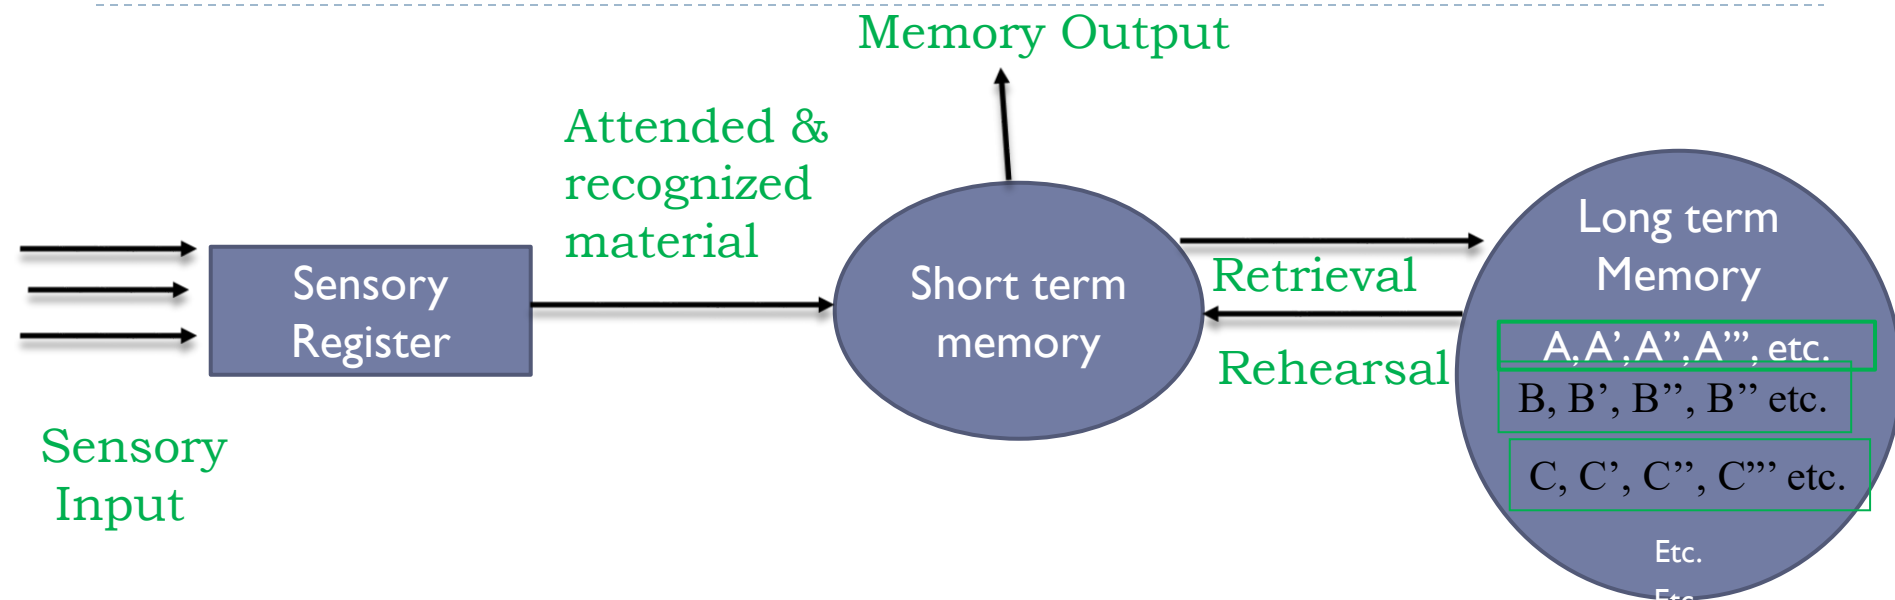 Memory Output
Attended &
recognized
material
Sensory
Register
Sensory
Input
Short term
memory
Retrieval
Rehearsal
Long term
Memory
A, A’, A’’, A’’’, etc.
B, B’, B’’, B’’ etc.
C, C’, C’’, C’’’ etc.
Etc.
Etc.